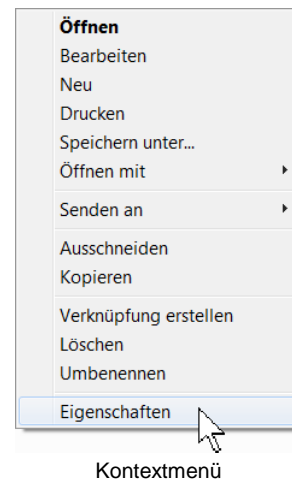 Öffnen
Bearbeiten
Neu
Drucken
Speichern unter...
Öffnen mit
Senden an
Ausschneiden
Kopieren
Verknüpfung erstellen
Löschen
Umbenennen
Eigenschaften
Kontextmenü